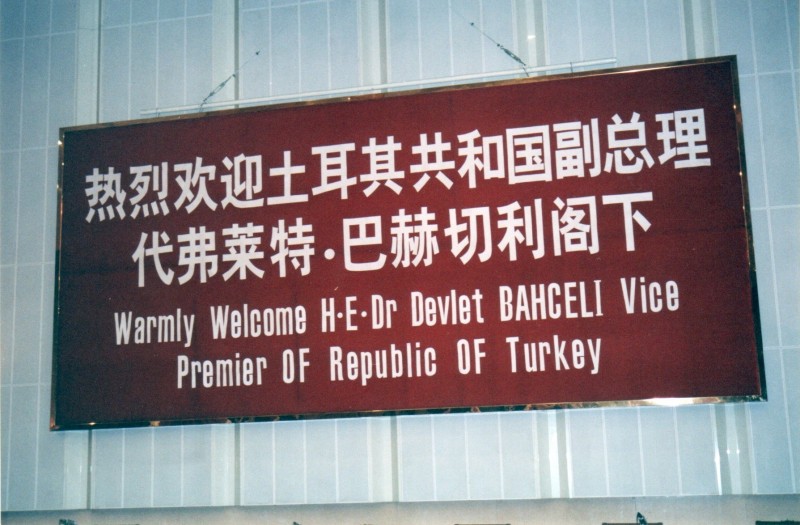 热烈欢迎土耳其共和国副总理
代弗莱特·巴赫切利阁下
Warmly Welcome H·E·Dr Devlet BAHCELI Vice
Premier OF Republic OF Turkey